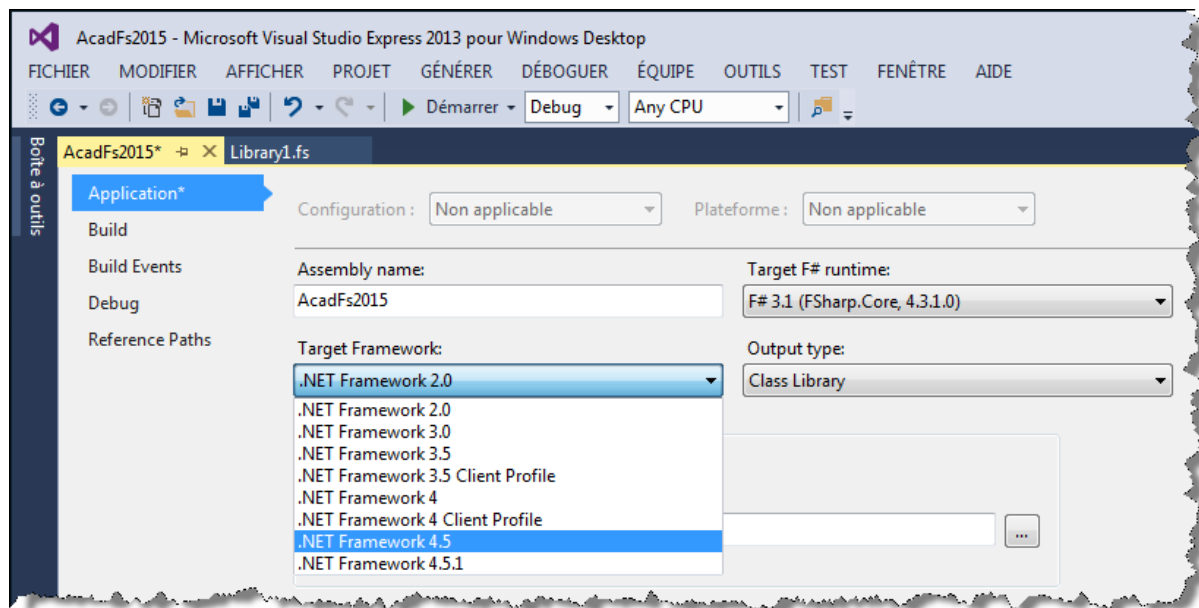 AcadFs2015 - Microsoft Visual Studio Express 2013 pour Windows Desktop
FICHIER MODIFIER AFFICHER PROJET GÉNÉRER DÉBOGUER ÉQUIPE OUTILS TEST FENÊTRE AIDE
Démarrer Debug Any CPU
Boîte à outils
AcadFs2015* Library1.fs
Application*
Build
Build Events
Debug
Reference Paths
Configuration : Non applicable Plateforme : Non applicable
Assembly name: Target F# runtime:
AcadFs2015 F# 3.1 (FSharp.Core, 4.3.1.0)
Target Framework: Output type:
.NET Framework 2.0 Class Library
.NET Framework 2.0
.NET Framework 3.0
.NET Framework 3.5
.NET Framework 3.5 Client Profile
.NET Framework 4
.NET Framework 4 Client Profile
.NET Framework 4.5
.NET Framework 4.5.1
...